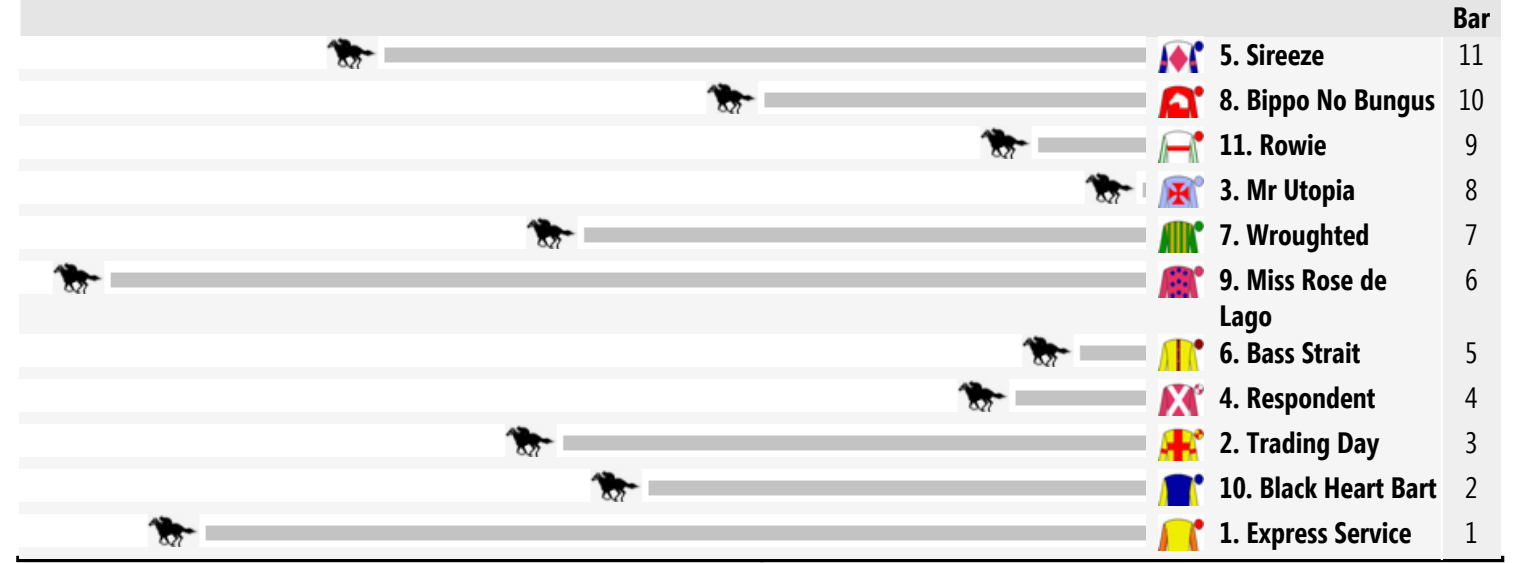 Bar
5. Sireeze 11
8. Bippo No Bungus 10
11. Rowie 9
3. Mr Utopia 8
7. Wroughted 7
9. Miss Rose de 6
Lago
6. Bass Strait 5
4. Respondent 4
2. Trading Day 3
10. Black Heart Bart 2
1. Express Service 1